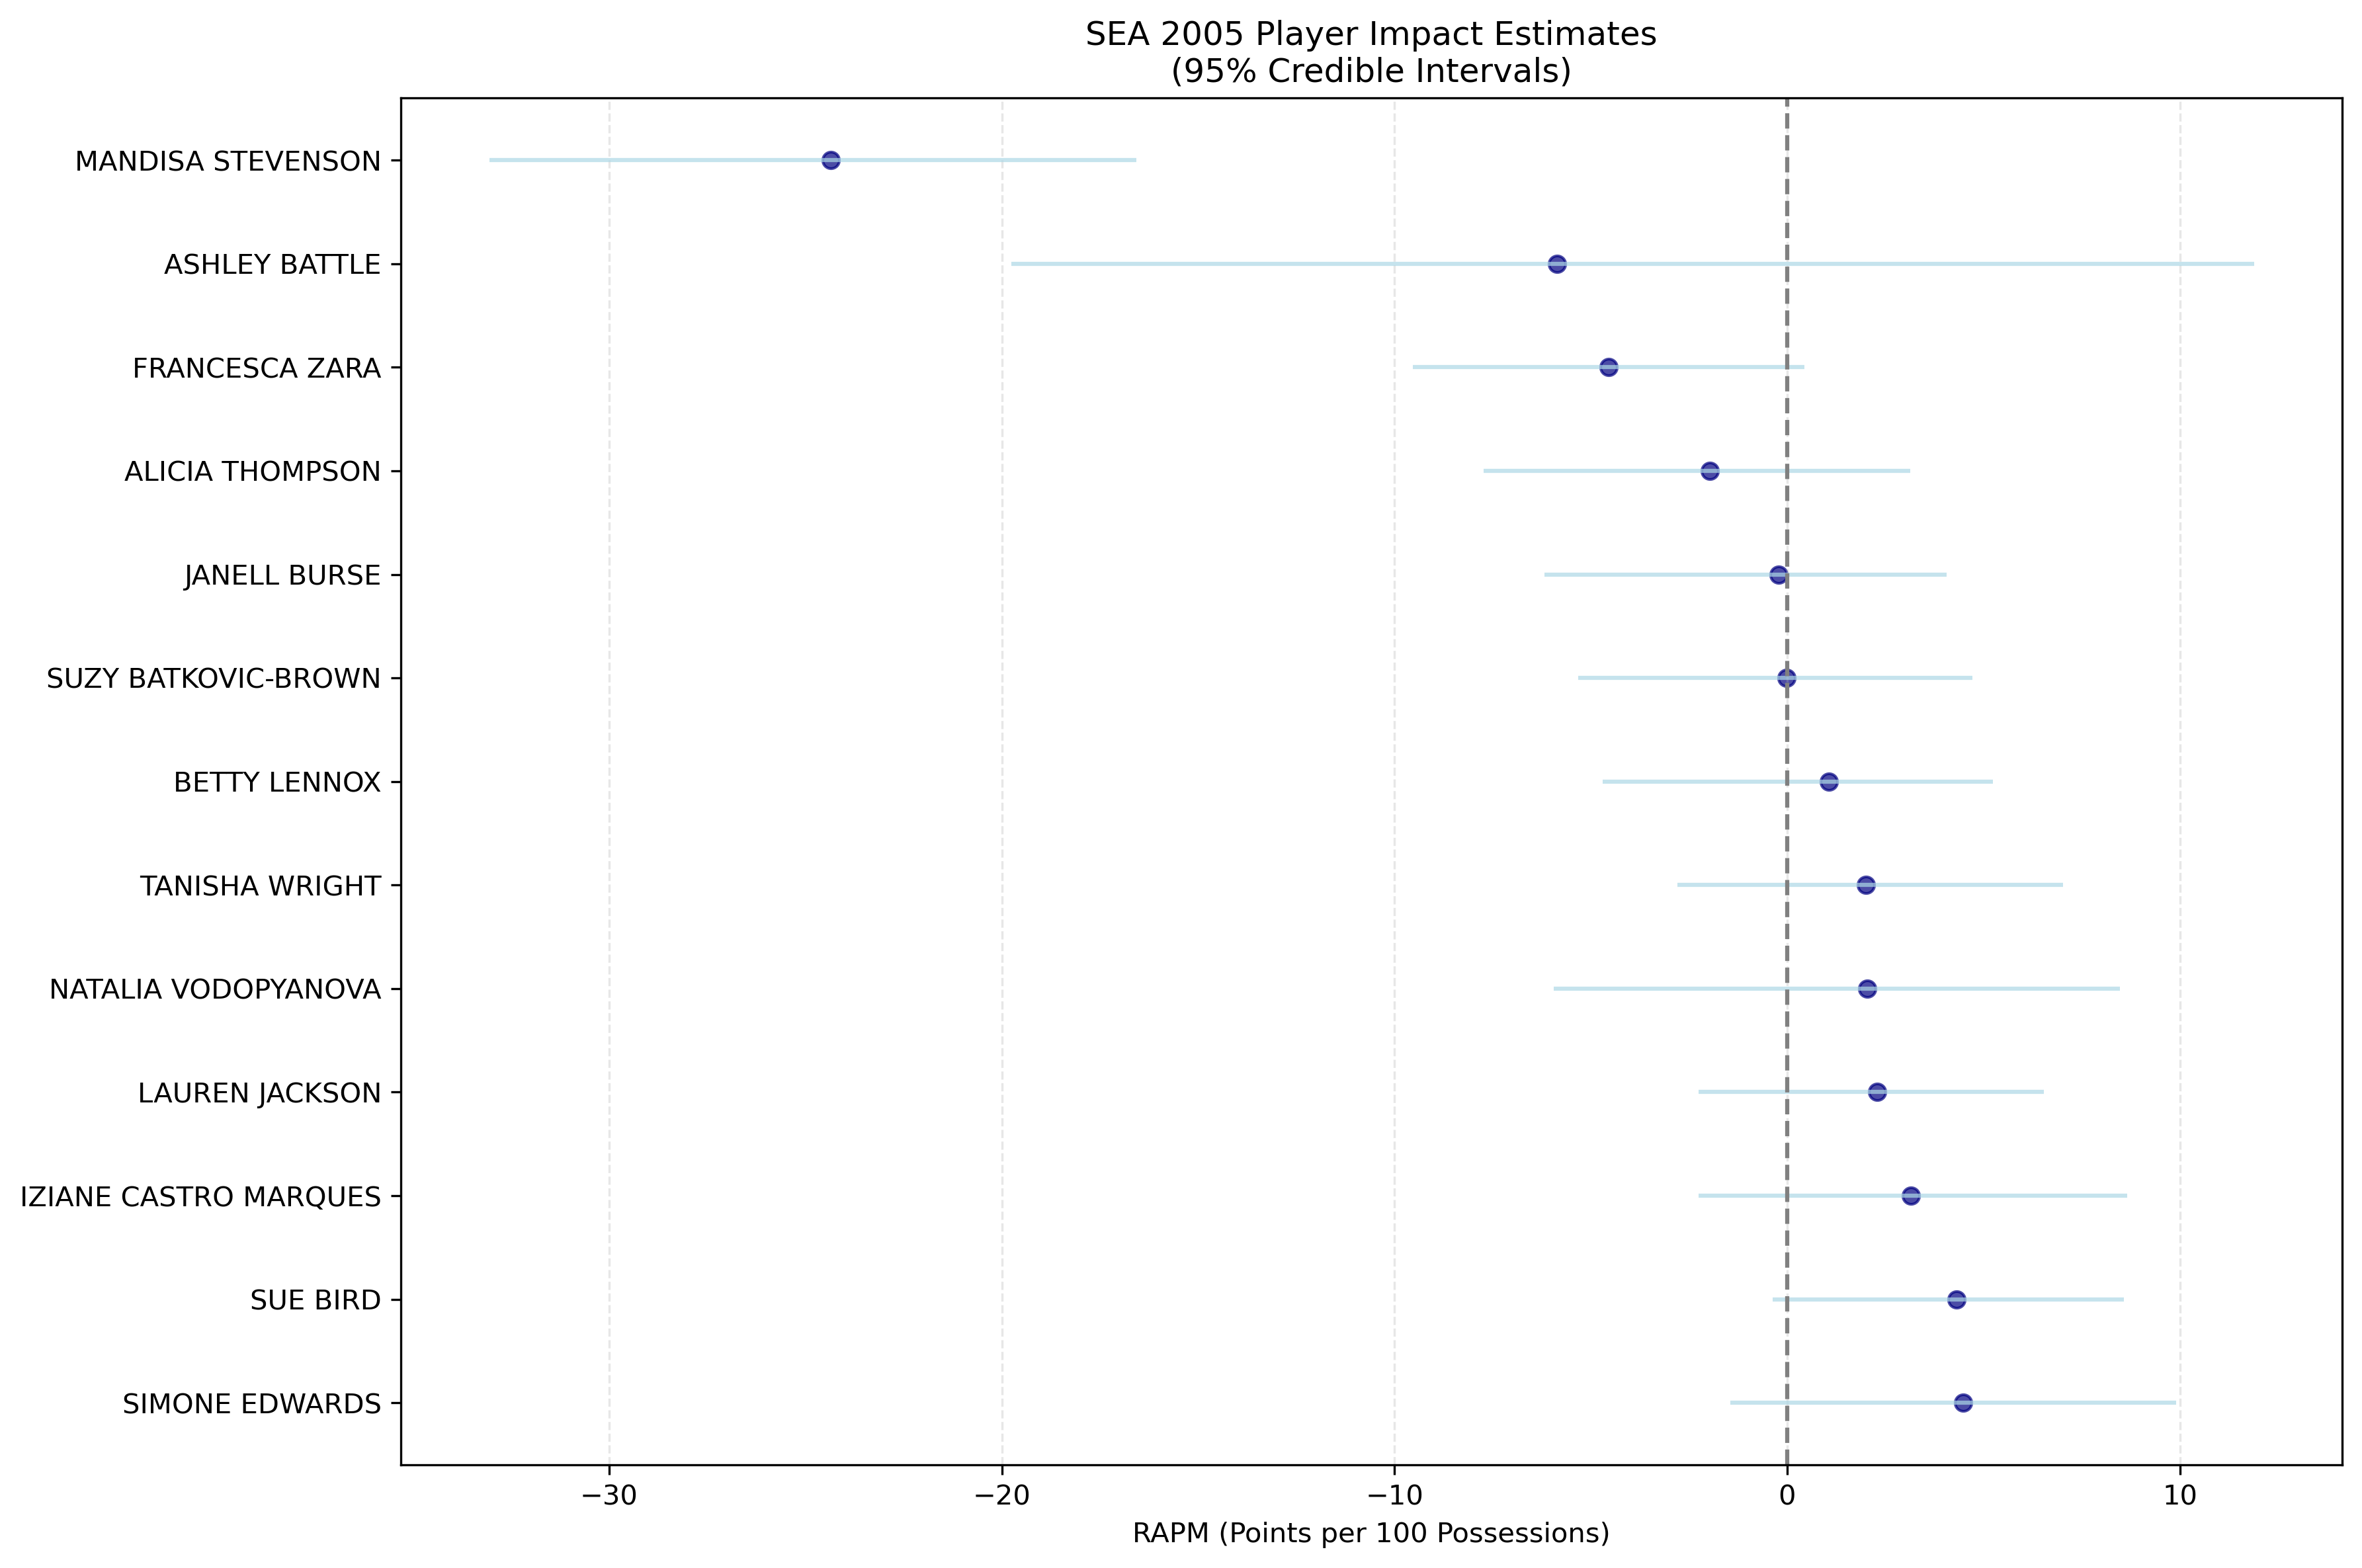 SEA 2005 Player Impact Estimates
(95% Credible Intervals)
MANDISA STEVENSON
ASHLEY BATTLE
FRANCESCA ZARA
ALICIA THOMPSON
JANELL BURSE
SUZY BATKOVIC-BROWN
BETTY LENNOX
TANISHA WRIGHT
NATALIA VODOPYANOVA
LAUREN JACKSON
IZIANE CASTRO MARQUES
SUE BIRD
SIMONE EDWARDS
−30 −20 −10 0 10
RAPM (Points per 100 Possessions)